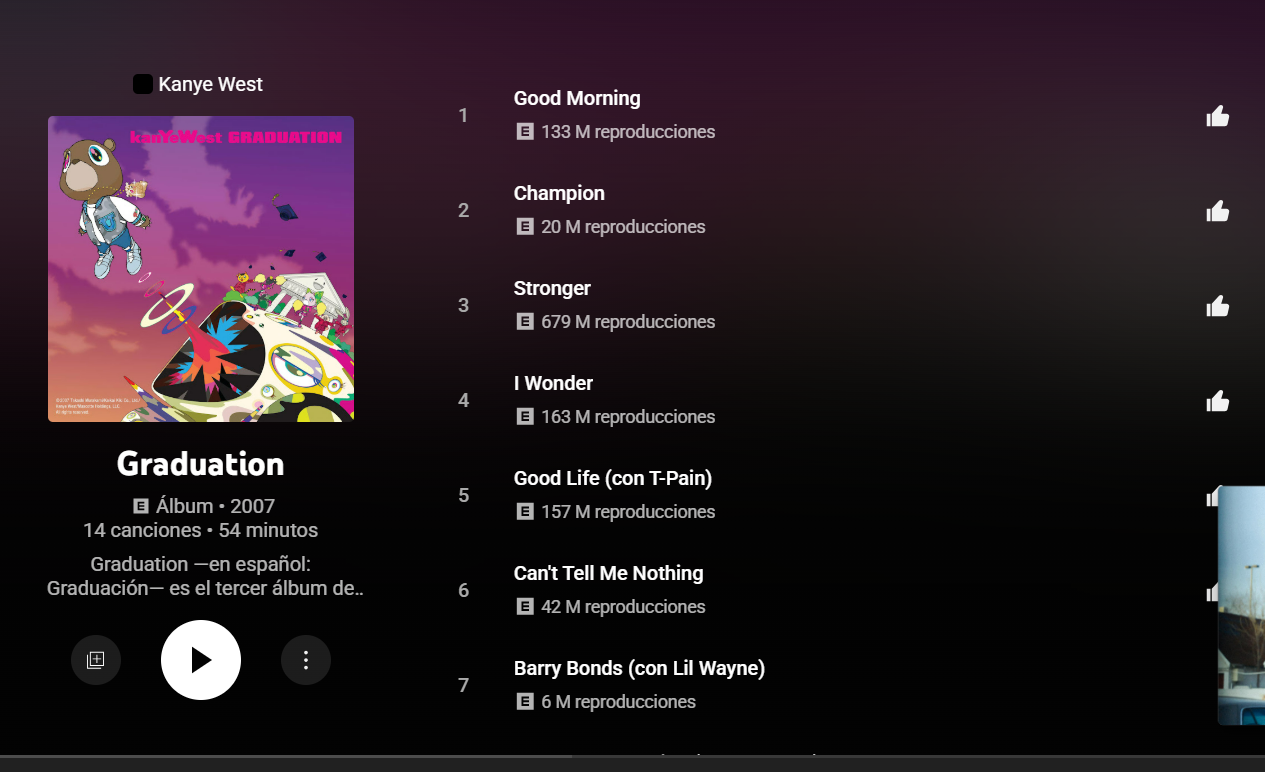 Kanye West
kanYeWest GRADUATION
Graduation
E Álbum • 2007
14 canciones • 54 minutos
Graduation —en español:
Graduación— es el tercer álbum de..
1
Good Morning
E 133 M reproducciones
2
Champion
E 20 M reproducciones
3
Stronger
E 679 M reproducciones
4
I Wonder
E 163 M reproducciones
5
Good Life (con T-Pain)
E 157 M reproducciones
6
Can't Tell Me Nothing
E 42 M reproducciones
7
Barry Bonds (con Lil Wayne)
E 6 M reproducciones